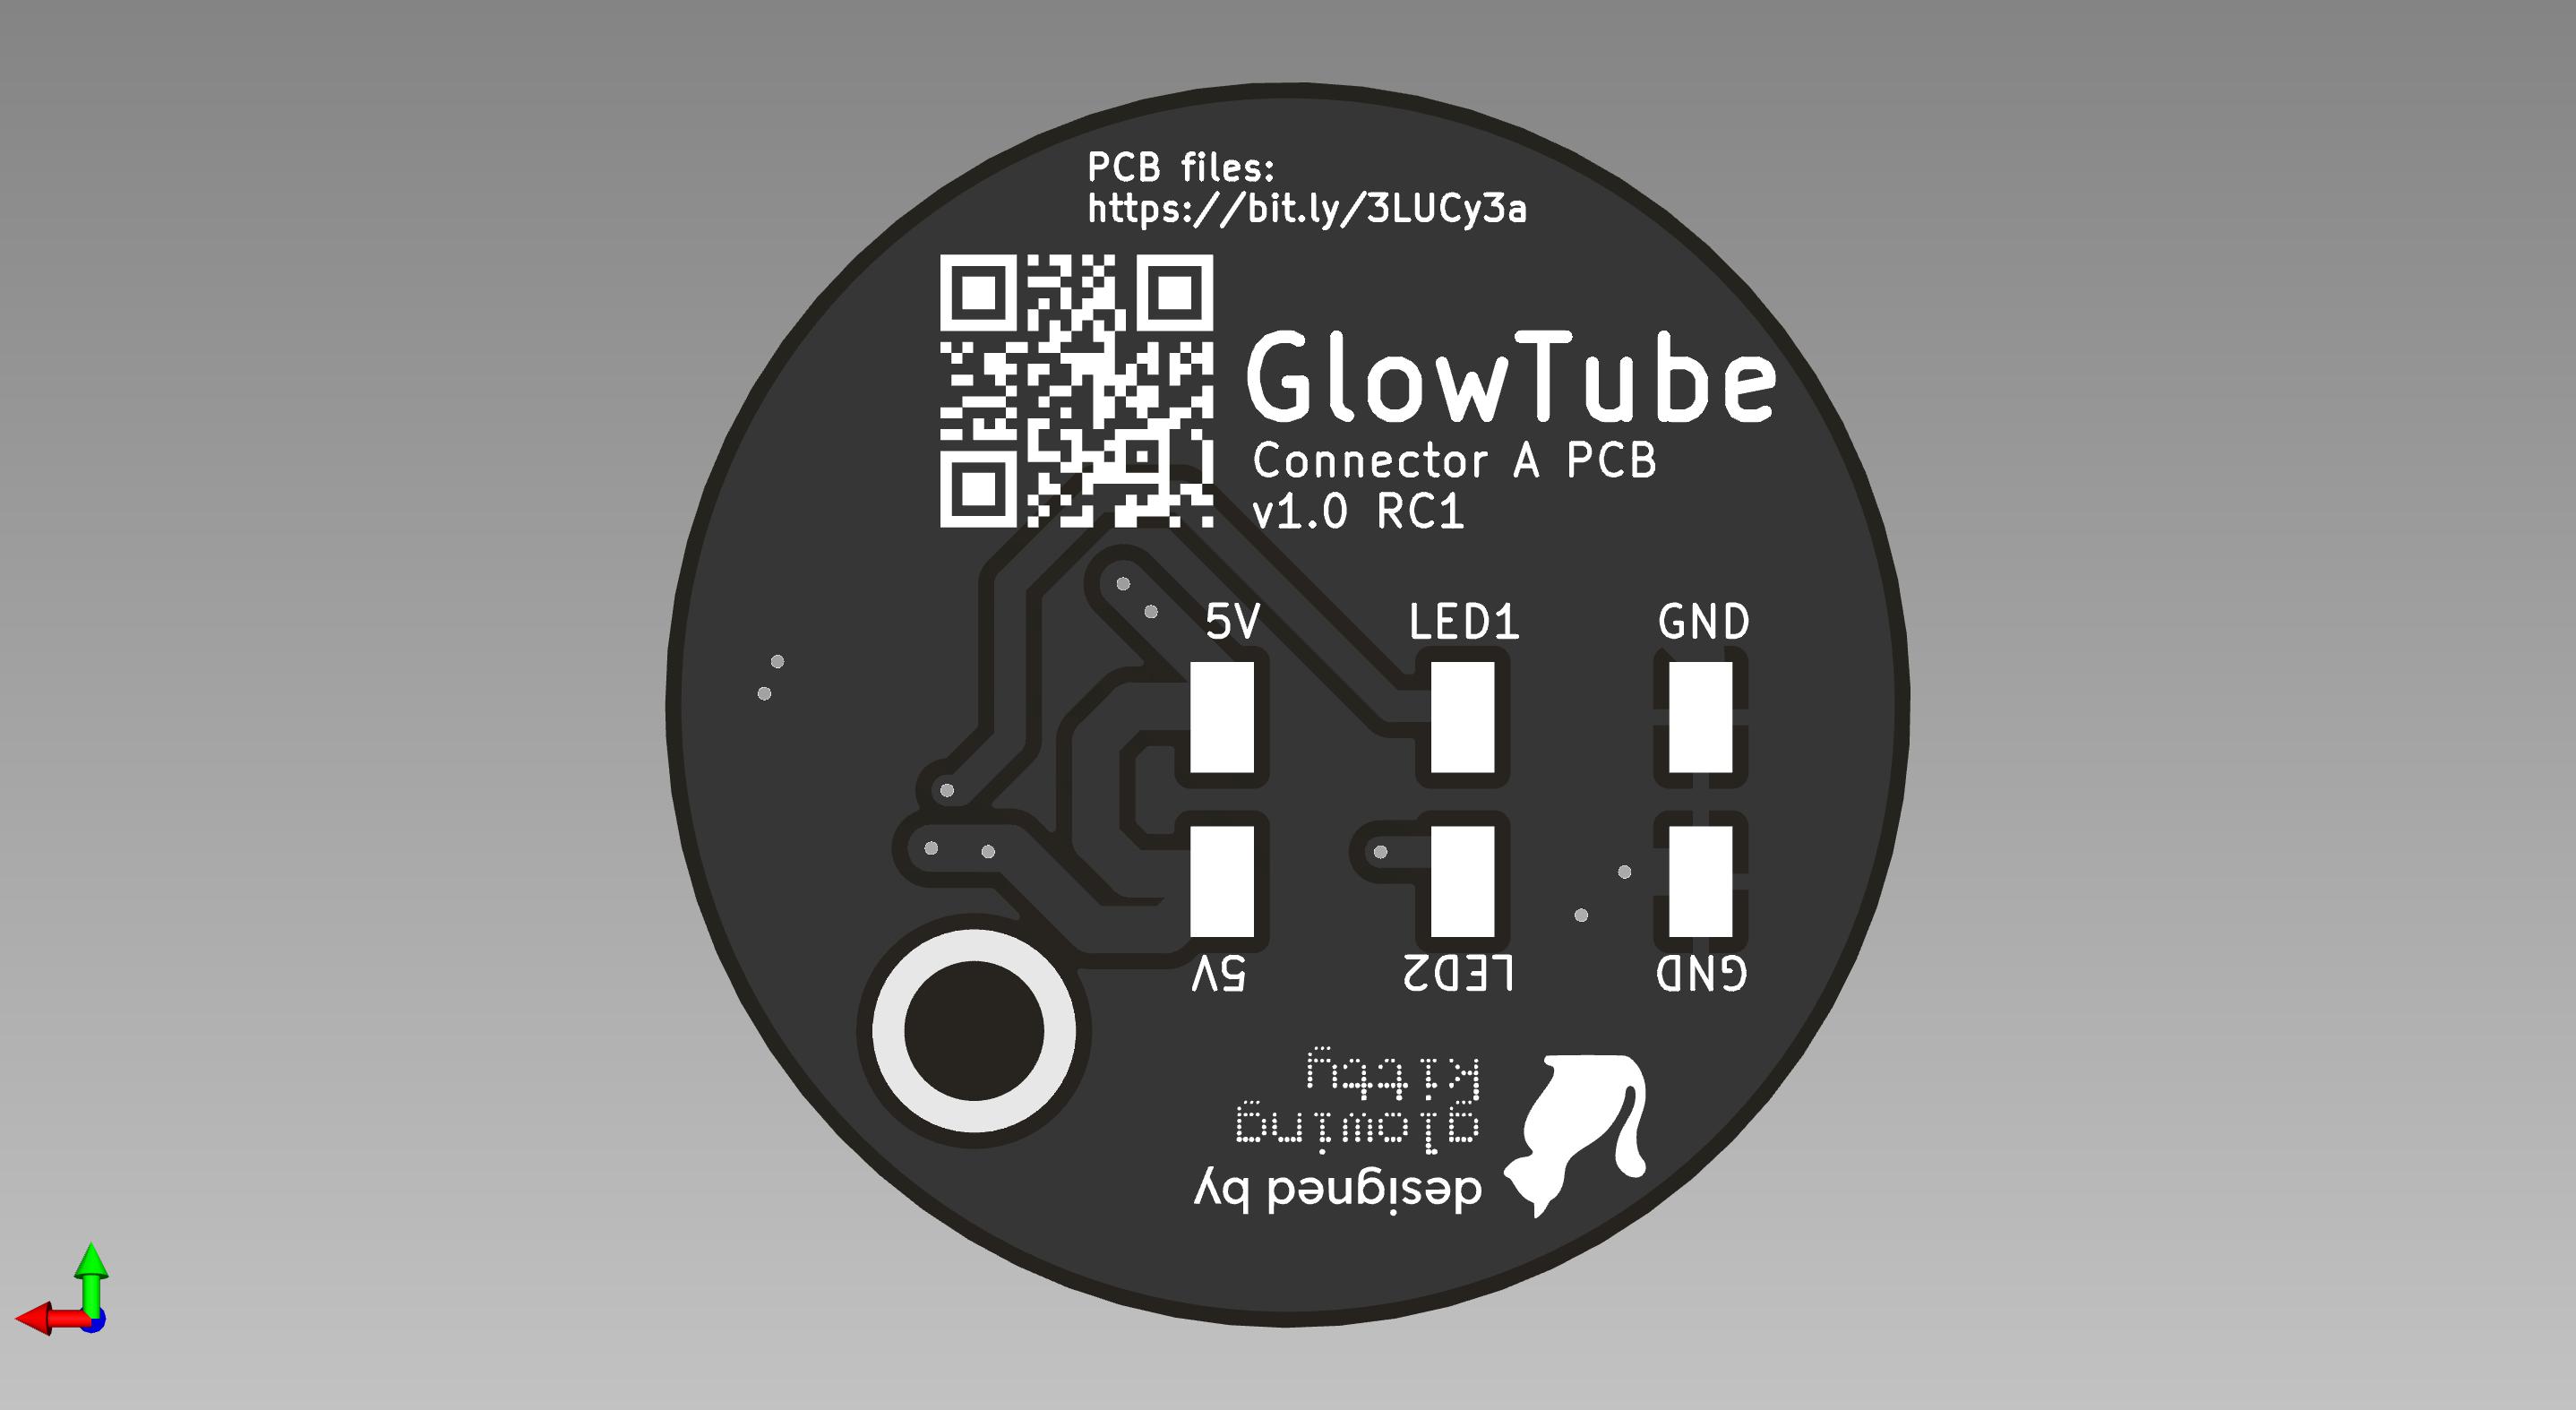 PCB files:
https://bit.ly/3LUCy3a
GlowTube
Connector A PCB
v1.0 RC1
5V LED1 GND
5V LED2 GND
designed by
glowing
kitty